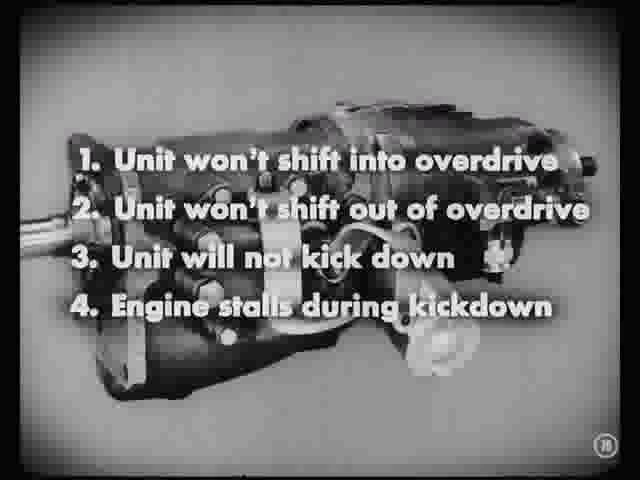 1. Unit won't shift into overdrive
2. Unit won't shift out of overdrive
3. Unit will not kick down
4. Engine stalls during kickdown